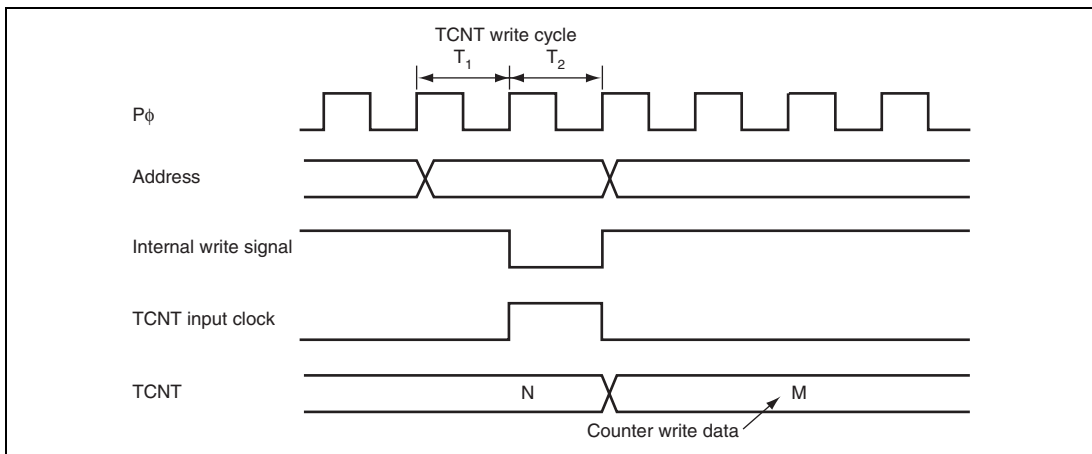 TCNT write cycle
T1 T2
Pϕ
Address
Internal write signal
TCNT input clock
TCNT N M
Counter write data